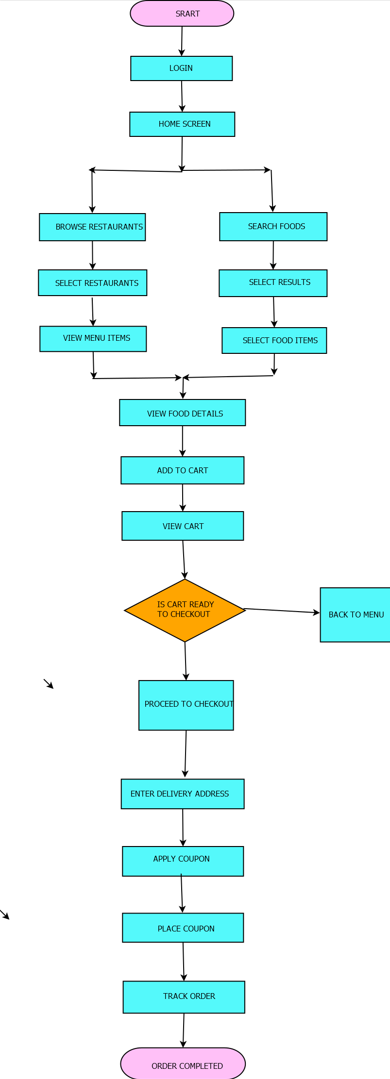 SRART
LOGIN
HOME SCREEN
BROWSE RESTAURANTS
SEARCH FOODS
SELECT RESTAURANTS
SELECT RESULTS
VIEW MENU ITEMS
SELECT FOOD ITEMS
VIEW FOOD DETAILS
ADD TO CART
VIEW CART
IS CART READY
TO CHECKOUT
BACK TO MENU
PROCEED TO CHECKOUT
ENTER DELIVERY ADDRESS
APPLY COUPON
PLACE COUPON
TRACK ORDER
ORDER COMPLETED